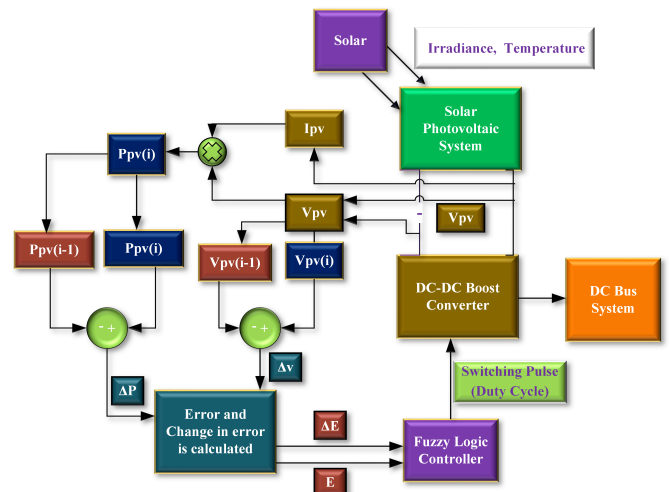 Solar
Irradiance, Temperature
Solar
Photovoltaic
System
Ipv
Ppv(i)
Vpv
Vpv
Ppv(i-1)
Ppv(i)
Vpv(i-1)
Vpv(i)
DC-DC Boost
Converter
DC Bus
System
- +
- +
Switching Pulse
(Duty Cycle)
ΔP
Δv
Error and
Change in error
is calculated
ΔE
E
Fuzzy Logic
Controller